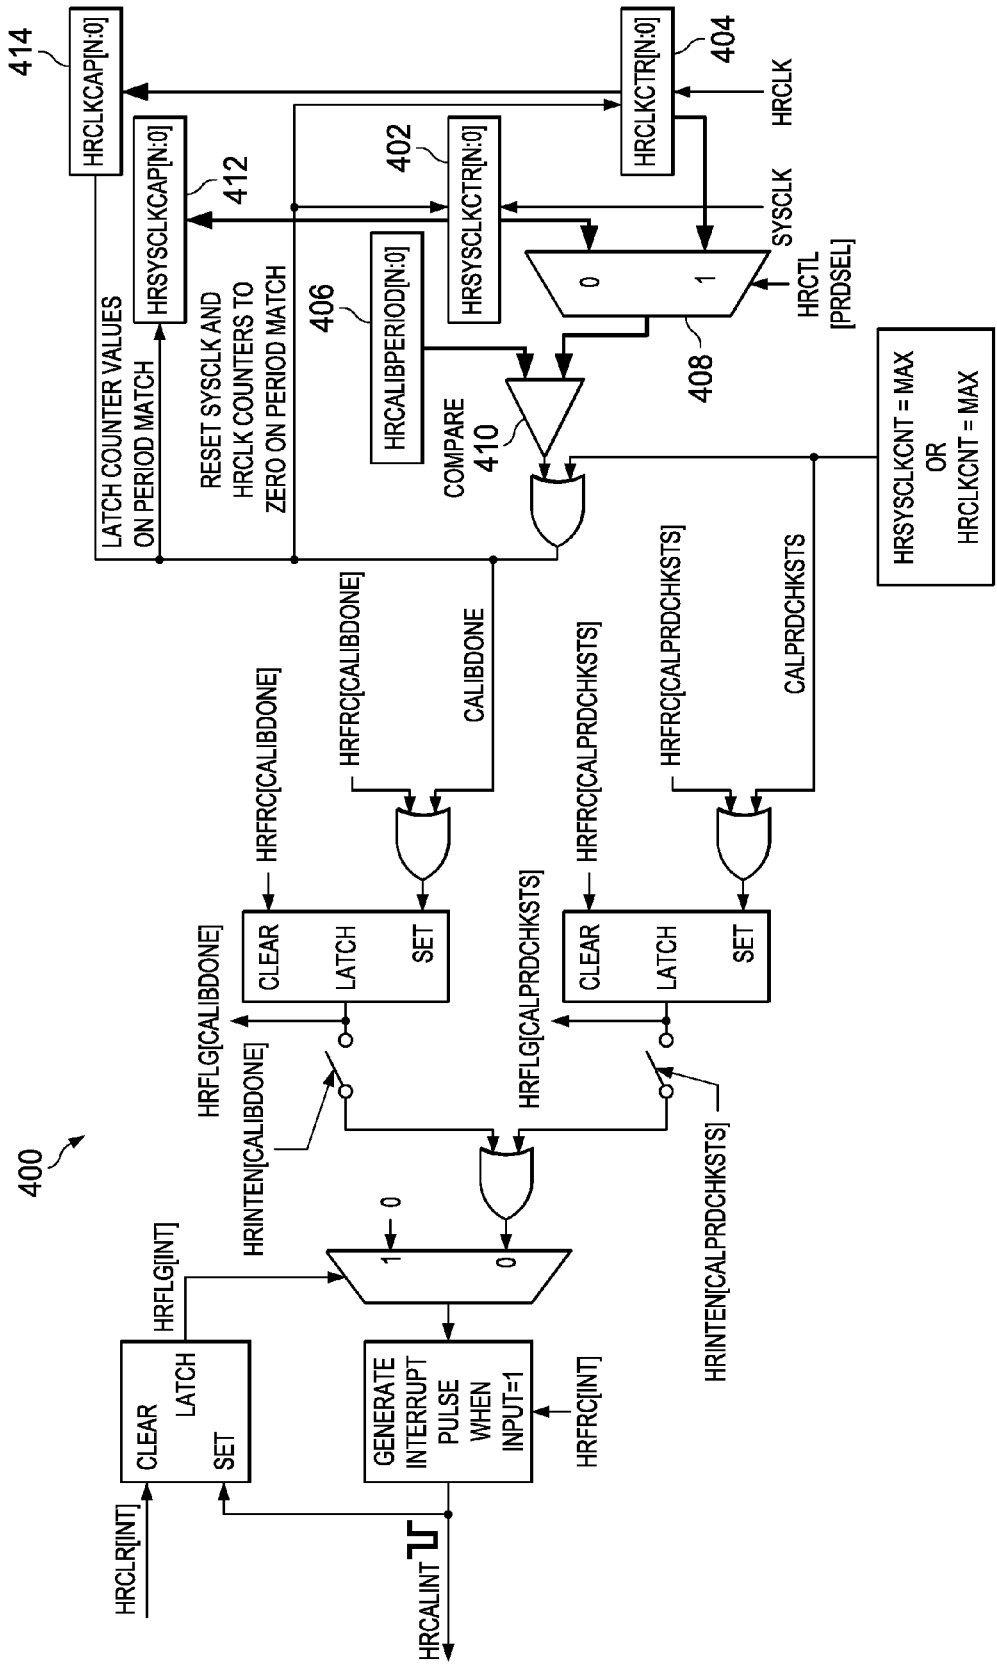 400
HRCLR[INT]
CLEAR
LATCH
SET
HRFLG[INT]
HRCALINT
GENERATE
INTERRUPT
PULSE
WHEN
INPUT=1
HRFRC[INT]
1
0
0
HRINTEN[CALIBDONE]
HRFLG[CALIBDONE]
CLEAR
LATCH
SET
HRFRC[CALIBDONE]
HRFRC[CALIBDONE]
CALIBDONE
HRINTEN[CALPRDCHKSTS]
HRFLG[CALPRDCHKSTS]
CLEAR
LATCH
SET
HRFRC[CALPRDCHKSTS]
HRFRC[CALPRDCHKSTS]
CALPRDCHKSTS
LATCH COUNTER VALUES
ON PERIOD MATCH
RESET SYSCLK AND
HRCLK COUNTERS TO
ZERO ON PERIOD MATCH
COMPARE
410
HRCALIBPERIOD[N:0]
406
414
HRCLKCAP[N:0]
HRSYSCLKCAP[N:0]
412
402
HRSYSCLKCTR[N:0]
HRCLKCTR[N:0]
404
0
1
408
HRCTL
[PRDSEL]
SYSCLK
HRCLK
HRSYSCLKCNT = MAX
OR
HRCLKCNT = MAX